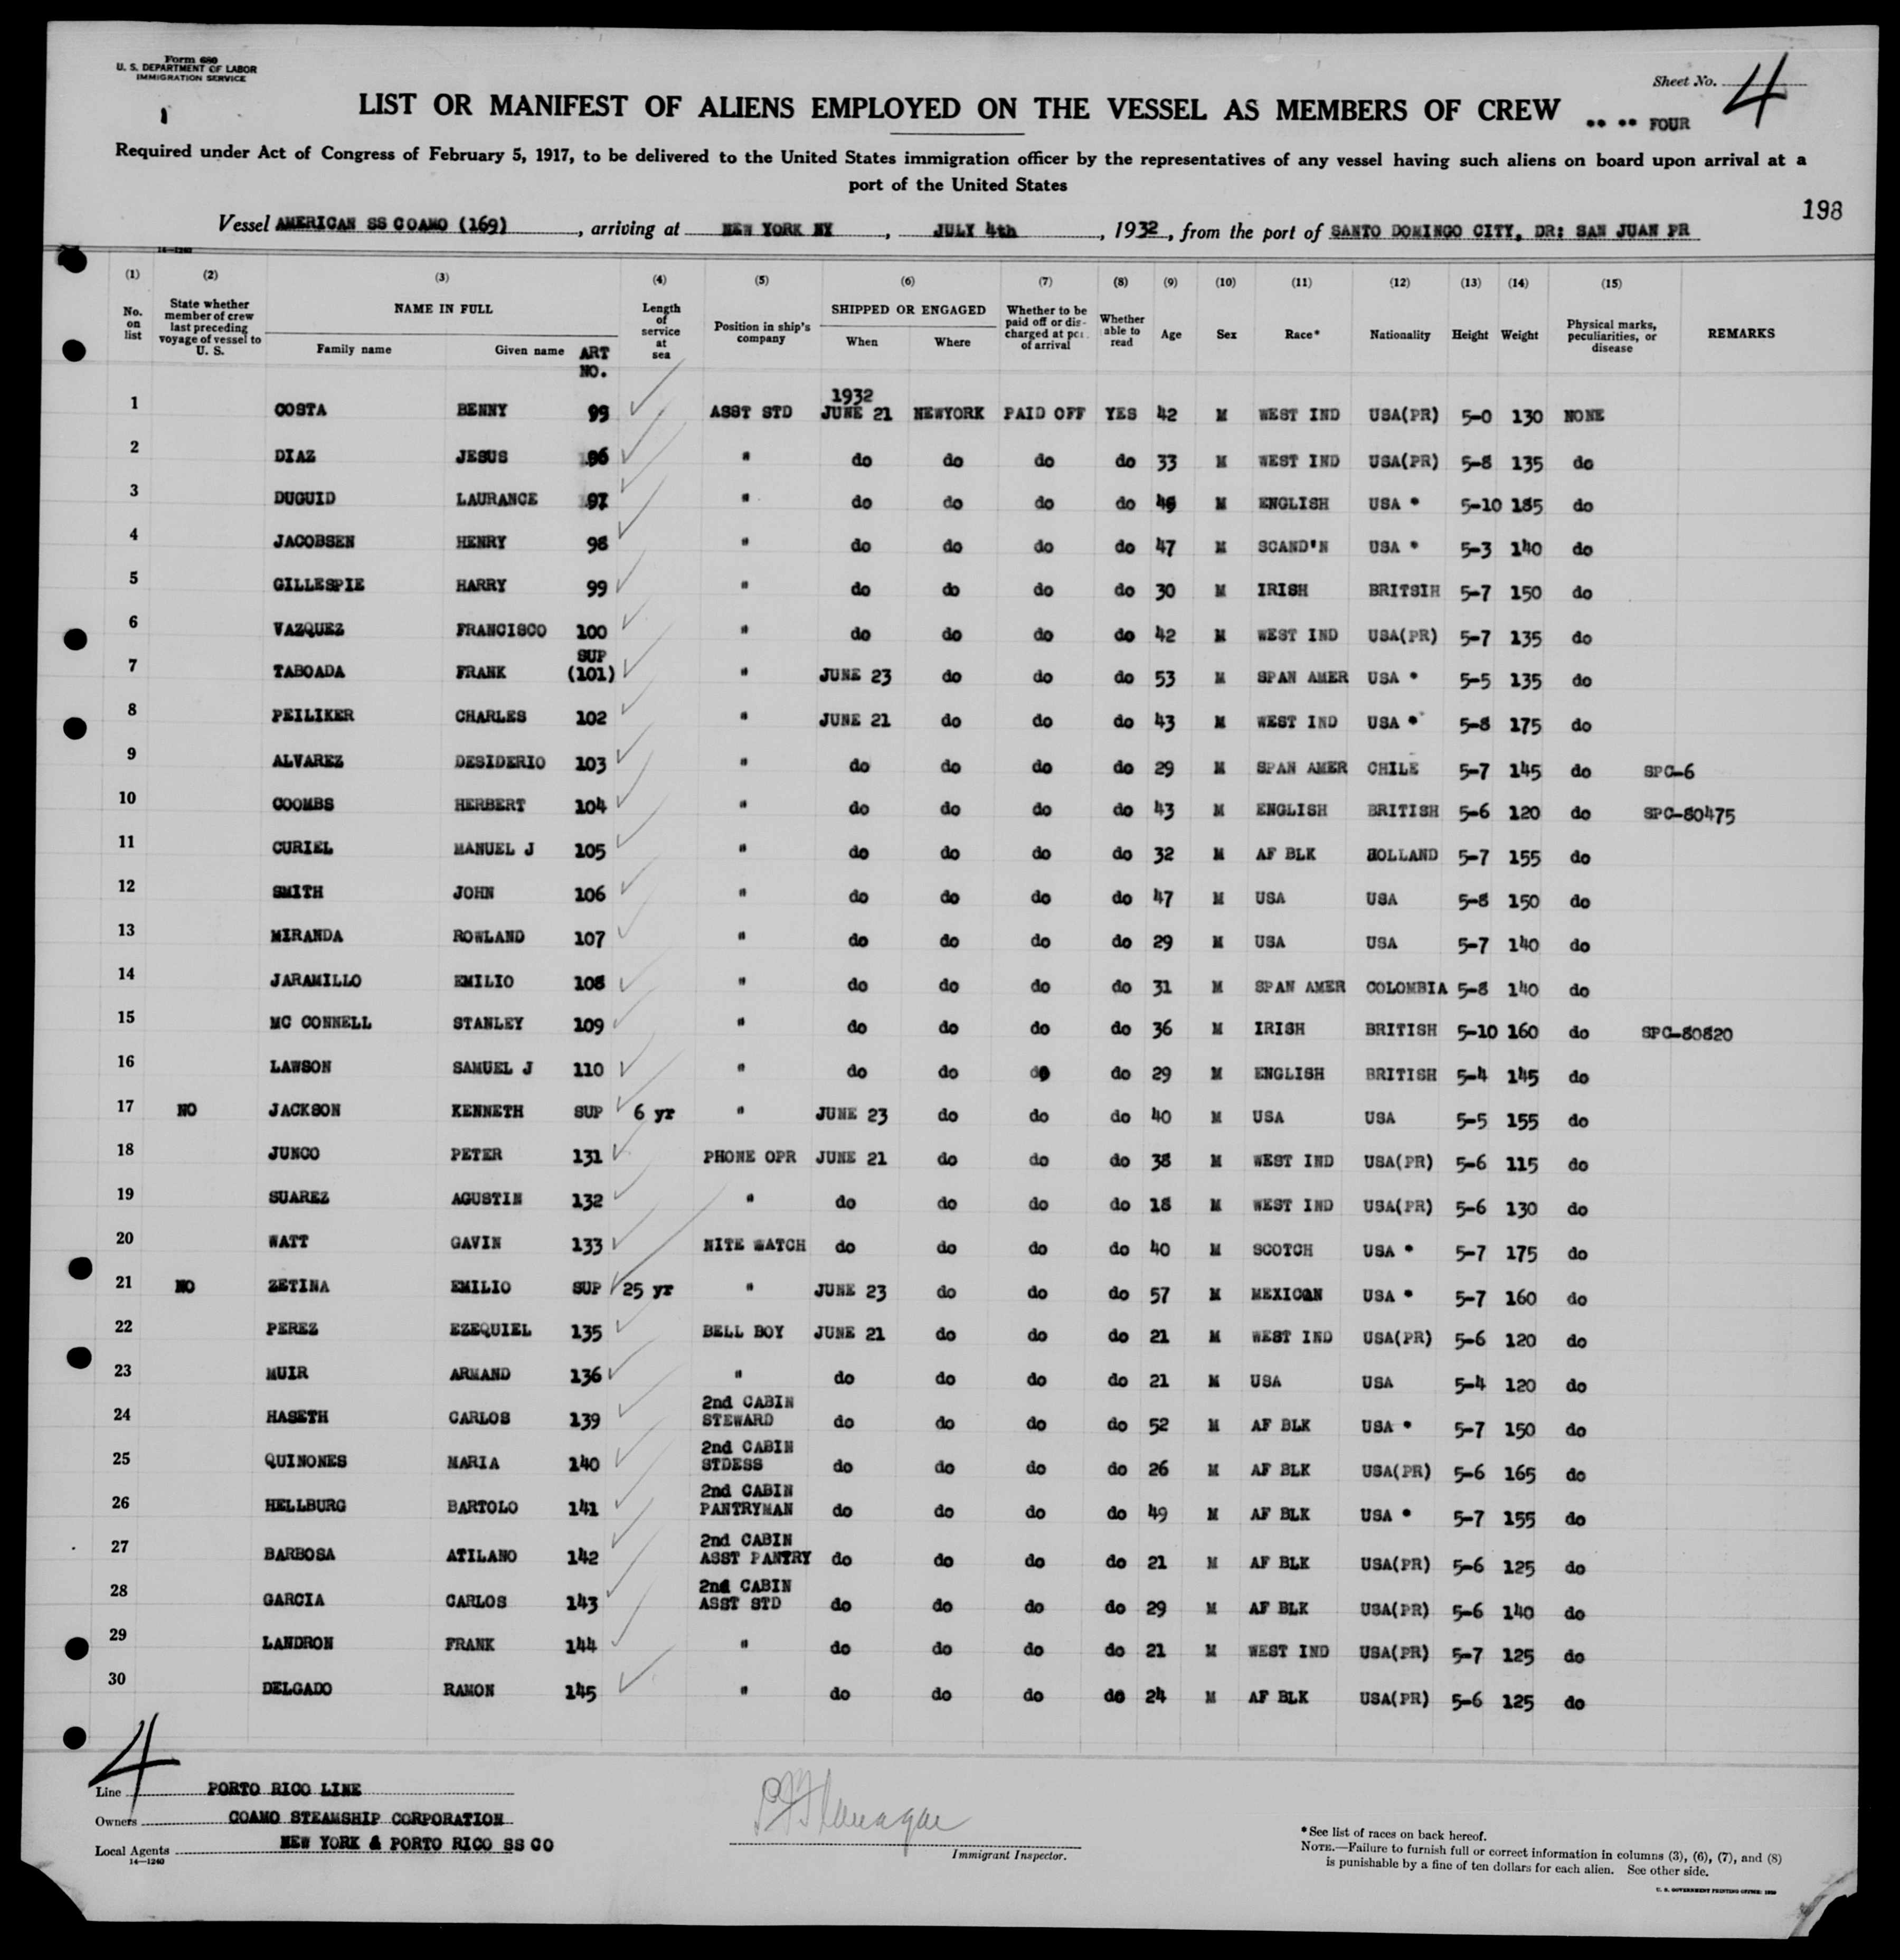 Form 680
U. S. DEPARTMENT OF LABOR
IMMIGRATION SERVICE
Sheet No. 4
LIST OR MANIFEST OF ALIENS EMPLOYED ON THE VESSEL AS MEMBERS OF CREW .. .. FOUR
Required under Act of Congress of February 5, 1917, to be delivered to the United States immigration officer by the representatives of any vessel having such aliens on board upon arrival at a
port of the United States
198
Vessel AMERICAN SS COAMO (169), arriving at NEW YORK NY, JULY 4th, 1932, from the port of SANTO DOMINGO CITY, DR: SAN JUAN PR
14-1240
(1) (2) (3) (4) (5) (6) (7) (8) (9) (10) (11) (12) (13) (14) (15)
No. on list State whether member of crew last preceding voyage of vessel to U. S. NAME IN FULL Family name Given name ART NO. Length of service at sea Position in ship's company SHIPPED OR ENGAGED When Where Whether to be paid off or discharged at port of arrival Whether able to read Age Sex Race* Nationality Height Weight Physical marks, peculiarities, or disease REMARKS
1932
1 COSTA BENNY 99 ASST STD JUNE 21 NEWYORK PAID OFF YES 42 M WEST IND USA(PR) 5-0 130 NONE
2 DIAZ JESUS 96 " do do do do 33 M WEST IND USA(PR) 5-8 135 do
3 DUGUID LAURANCE 97 " do do do do M ENGLISH USA * 5-10 185 do
4 JACOBSEN HENRY 98 " do do do do 47 M SCAND'N USA * 5-3 140 do
5 GILLESPIE HARRY 99 " do do do do 30 M IRISH BRITSIH 5-7 150 do
6 VAZQUEZ FRANCISCO 100 " do do do do 42 M WEST IND USA(PR) 5-7 135 do
SUP
7 TABOADA FRANK (101) " JUNE 23 do do do 53 M SPAN AMER USA * 5-5 135 do
8 PEILIKER CHARLES 102 " JUNE 21 do do do 43 M WEST IND USA * 5-8 175 do
9 ALVAREZ DESIDERIO 103 " do do do do 29 M SPAN AMER CHILE 5-7 145 do SPC-6
10 COOMBS HERBERT 104 " do do do do 43 M ENGLISH BRITISH 5-6 120 do SPC-80475
11 CURIEL MANUEL J 105 " do do do do 32 M AF BLK HOLLAND 5-7 155 do
12 SMITH JOHN 106 " do do do do 47 M USA USA 5-8 150 do
13 MIRANDA ROWLAND 107 " do do do do 29 M USA USA 5-7 140 do
14 JARAMILLO EMILIO 108 " do do do do 31 M SPAN AMER COLOMBIA 5-8 140 do
15 MC CONNELL STANLEY 109 " do do do do 36 M IRISH BRITISH 5-10 160 do SPC-80820
16 LAWSON SAMUEL J 110 " do do do do 29 M ENGLISH BRITISH 5-4 145 do
17 NO JACKSON KENNETH SUP 6 yr " JUNE 23 do do do 40 M USA USA 5-5 155 do
18 JUNCO PETER 131 PHONE OPR JUNE 21 do do do 38 M WEST IND USA(PR) 5-6 115 do
19 SUAREZ AGUSTIN 132 " do do do do 18 M WEST IND USA(PR) 5-6 130 do
20 WATT GAVIN 133 NITE WATCH do do do do 40 M SCOTCH USA * 5-7 175 do
21 NO ZETINA EMILIO SUP 25 yr " JUNE 23 do do do 57 M MEXICAN USA * 5-7 160 do
22 PEREZ EZEQUIEL 135 BELL BOY JUNE 21 do do do 21 M WEST IND USA(PR) 5-6 120 do
23 MUIR ARMAND 136 " do do do do 21 M USA USA 5-4 120 do
2nd CABIN
24 HASETH CARLOS 139 STEWARD do do do do 52 M AF BLK USA * 5-7 150 do
2nd CABIN
25 QUINONES MARIA 140 STDESS do do do do 26 M AF BLK USA(PR) 5-6 165 do
2nd CABIN
26 HELLBURG BARTOLO 141 PANTRYMAN do do do do 49 M AF BLK USA * 5-7 155 do
2nd CABIN
27 BARBOSA ATILANO 142 ASST PANTRY do do do do 21 M AF BLK USA(PR) 5-6 125 do
2nd CABIN
28 GARCIA CARLOS 143 ASST STD do do do do 29 M AF BLK USA(PR) 5-6 140 do
29 LANDRON FRANK 144 " do do do do 21 M WEST IND USA(PR) 5-7 125 do
30 DELGADO RAMON 145 " do do do do 24 M AF BLK USA(PR) 5-6 125 do
4
Line PORTO RICO LINE
Owners COAMO STEAMSHIP CORPORATION
Local Agents NEW YORK & PORTO RICO SS CO
14-1240
Immigrant Inspector.
*See list of races on back hereof.
NOTE.—Failure to furnish full or correct information in columns (3), (6), (7), and (8)
is punishable by a fine of ten dollars for each alien. See other side.
U. S. GOVERNMENT PRINTING OFFICE: 1929